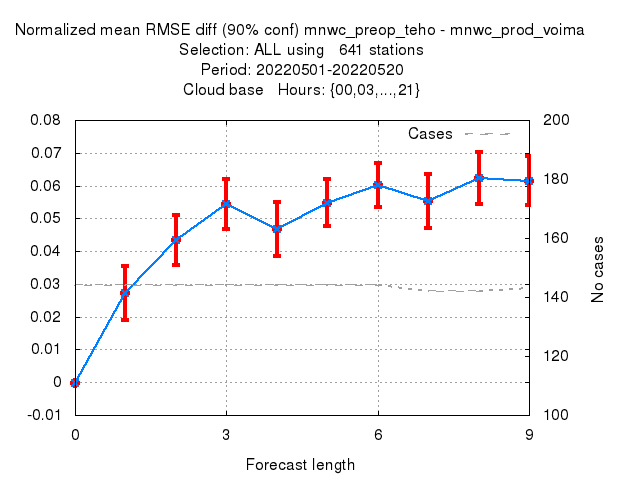 Normalized mean RMSE diff (90% conf) mnwc_preop_teho - mnwc_prod_voima
Selection: ALL using   641 stations
Period: 20220501-20220520
Cloud base   Hours: {00,03,...,21}
0.08
0.07
0.06
0.05
0.04
0.03
0.02
0.01
0
-0.01
Cases
200
180
160
140
120
100
No cases
0
3
6
9
Forecast length